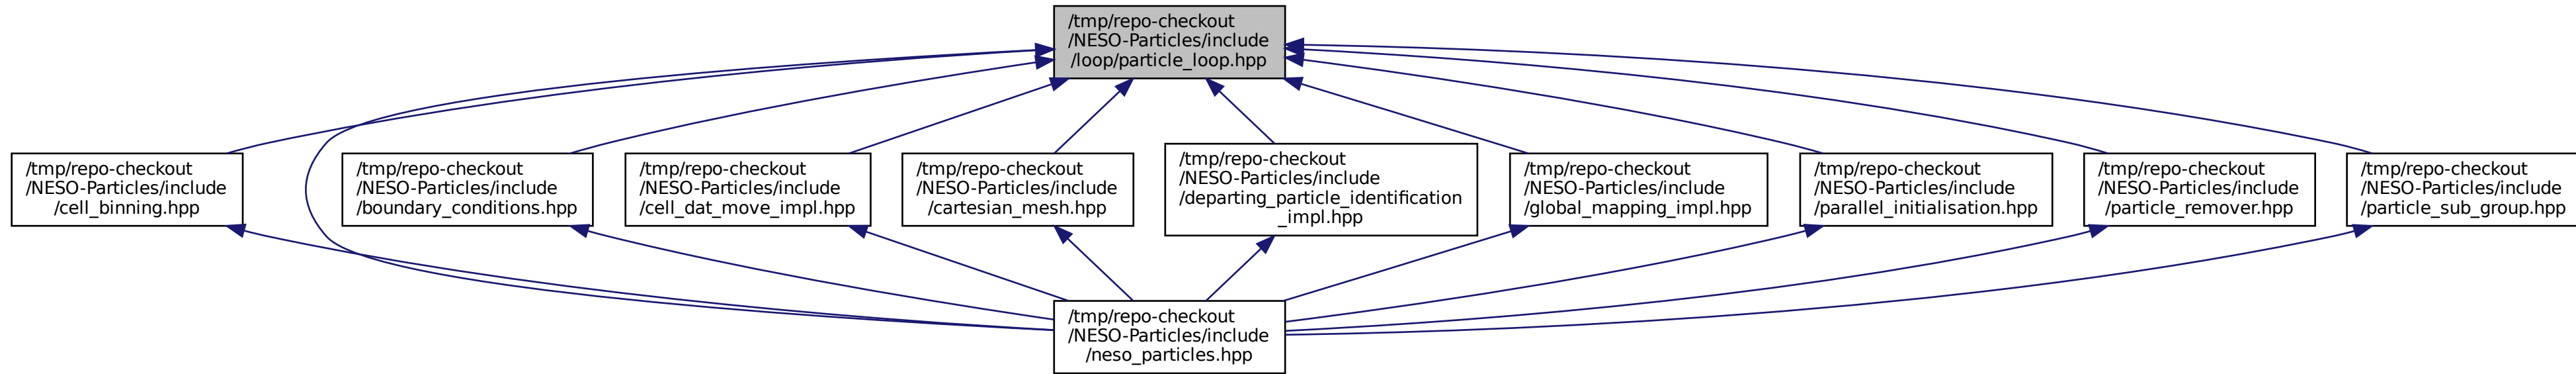 /tmp/repo-checkout
/NESO-Particles/include
/loop/particle_loop.hpp
/tmp/repo-checkout
/NESO-Particles/include
/cell_binning.hpp
/tmp/repo-checkout
/NESO-Particles/include
/boundary_conditions.hpp
/tmp/repo-checkout
/NESO-Particles/include
/cell_dat_move_impl.hpp
/tmp/repo-checkout
/NESO-Particles/include
/cartesian_mesh.hpp
/tmp/repo-checkout
/NESO-Particles/include
/departing_particle_identification
_impl.hpp
/tmp/repo-checkout
/NESO-Particles/include
/global_mapping_impl.hpp
/tmp/repo-checkout
/NESO-Particles/include
/parallel_initialisation.hpp
/tmp/repo-checkout
/NESO-Particles/include
/particle_remover.hpp
/tmp/repo-checkout
/NESO-Particles/include
/particle_sub_group.hpp
/tmp/repo-checkout
/NESO-Particles/include
/neso_particles.hpp